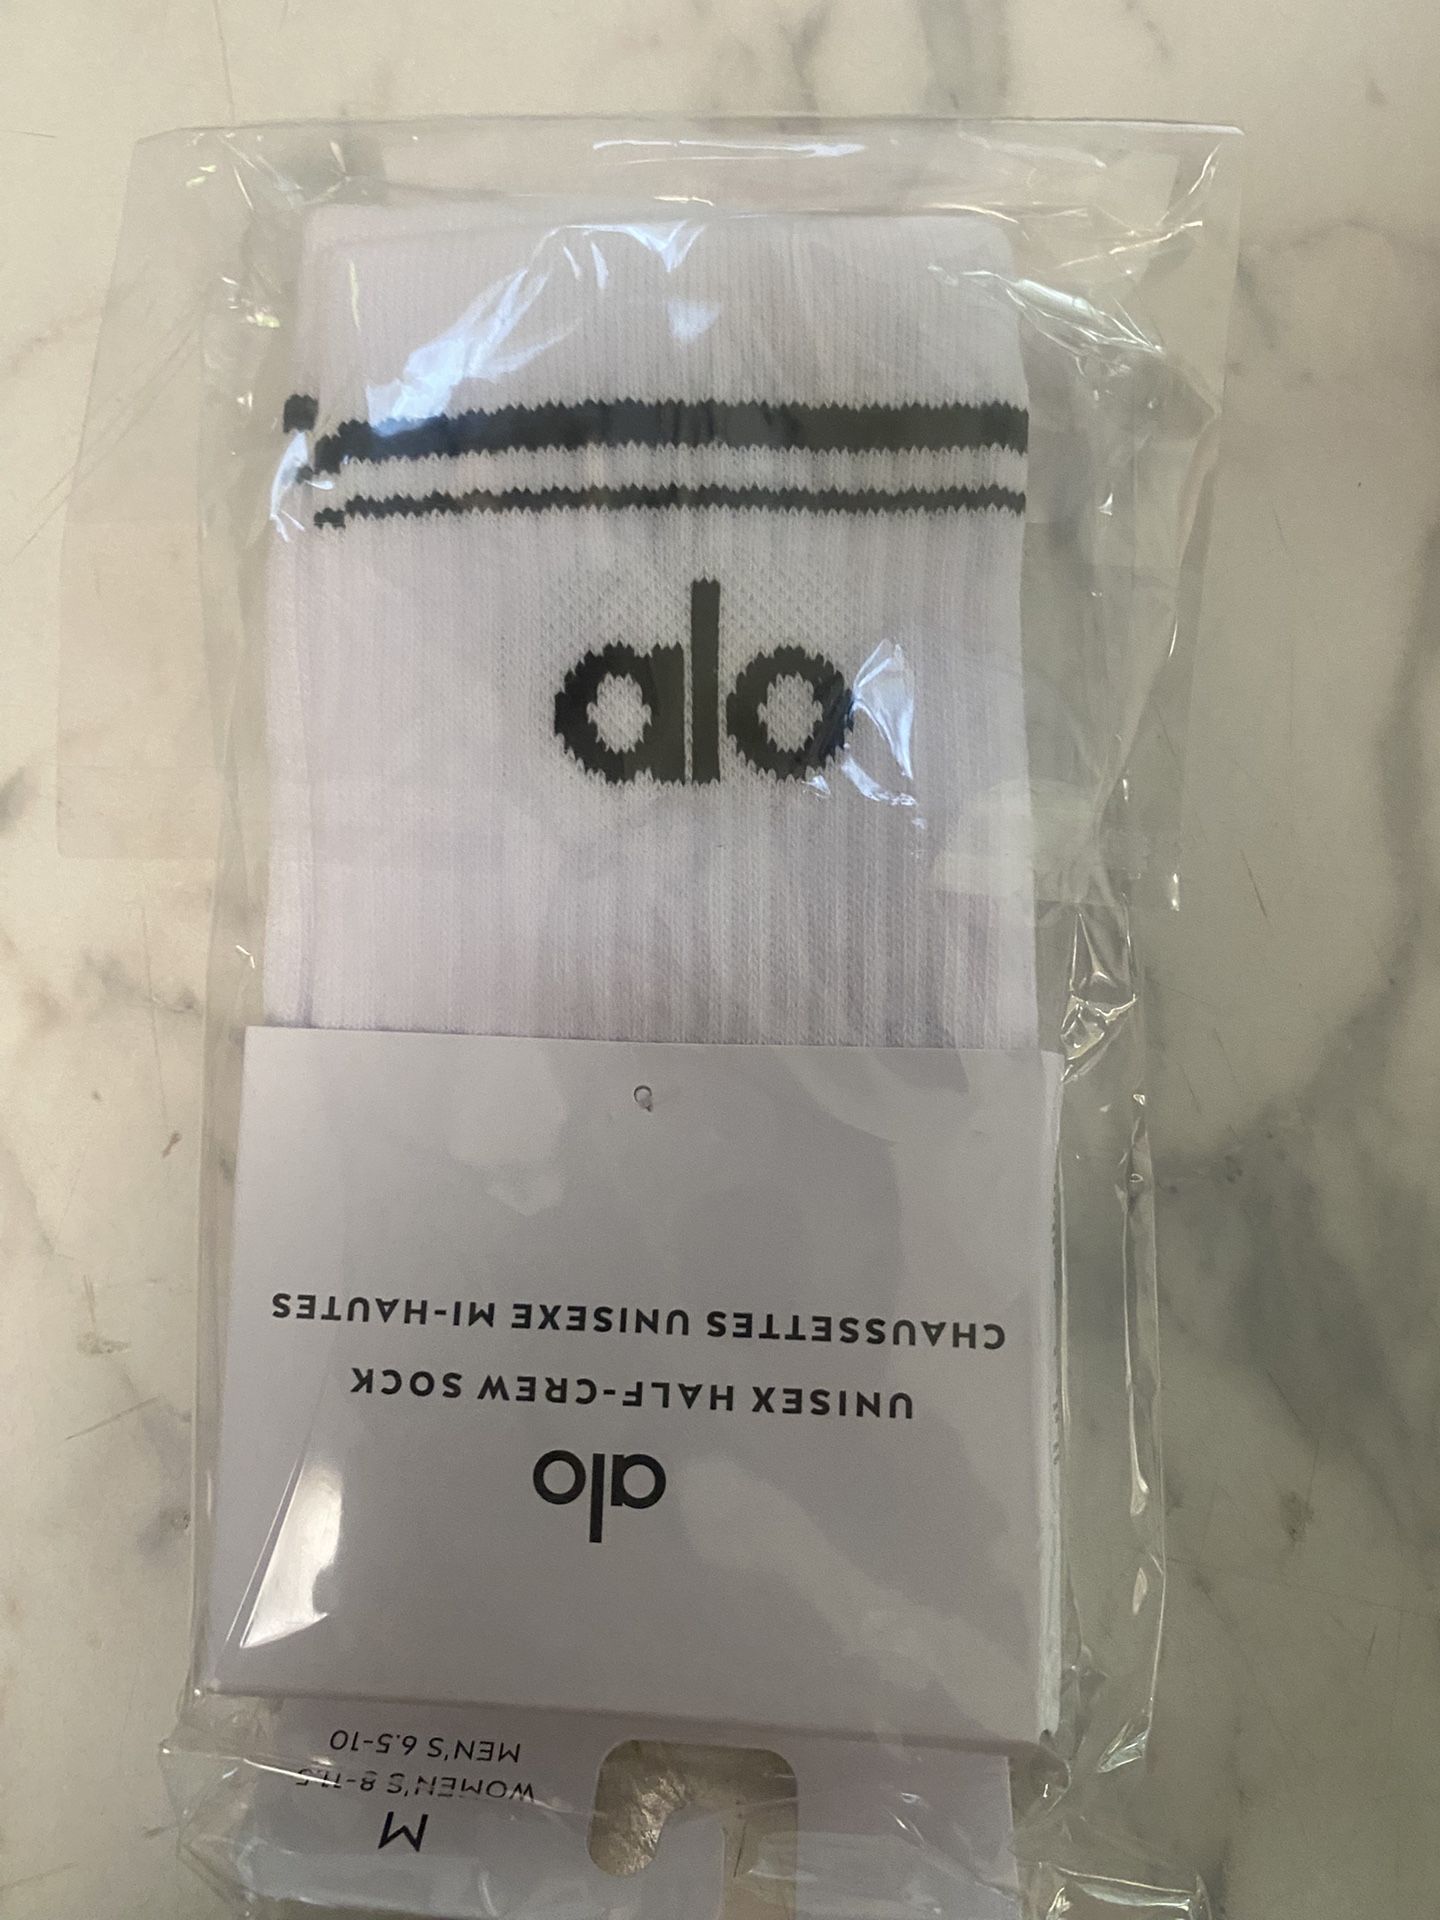 alo
M
WOMEN'S 8-11.5
MEN'S 6.5-10
alo
UNISEX HALF-CREW SOCK
CHAUSSETTES UNISEXE MI-HAUTES